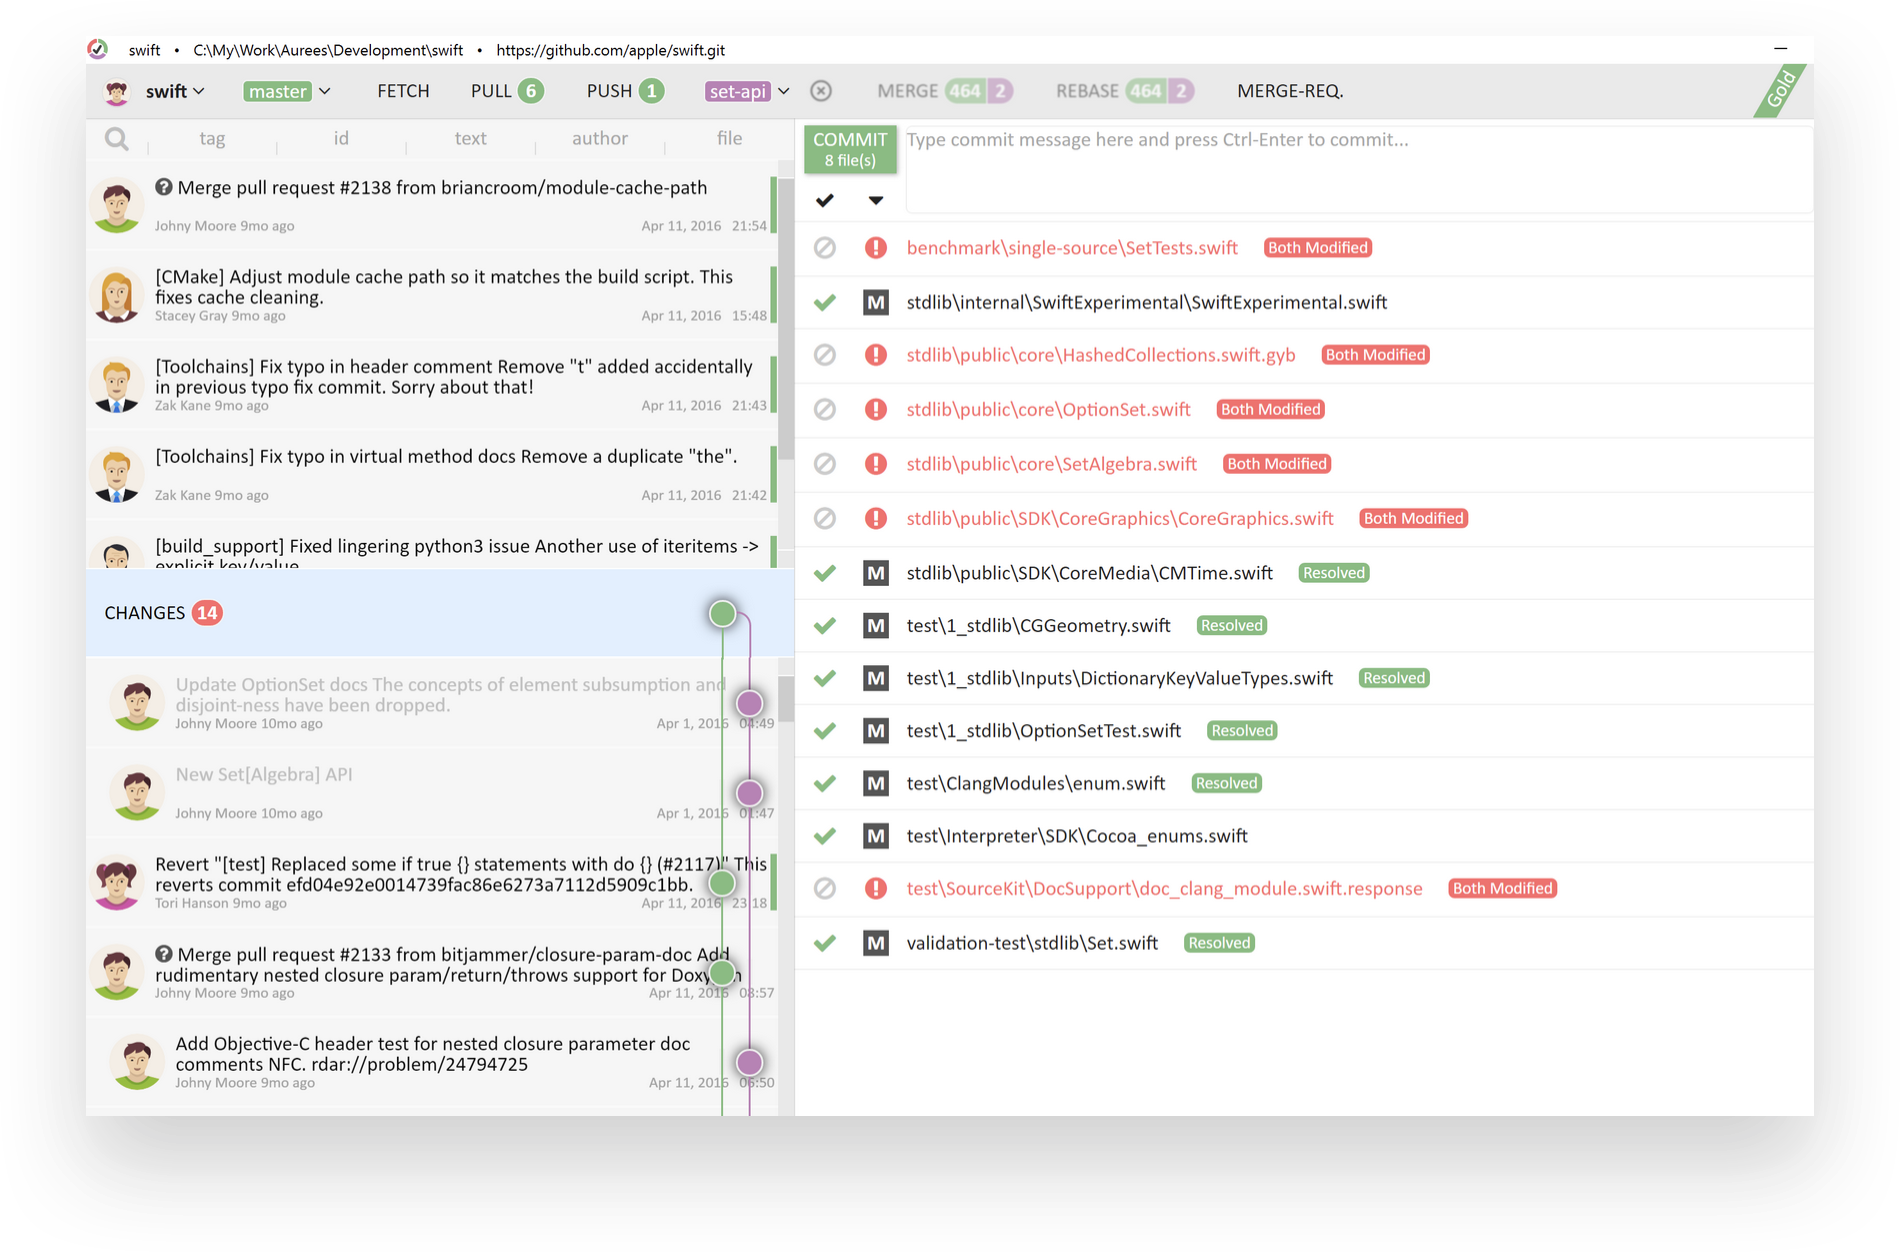 swift • C:\My\Work\Aurees\Development\swift • https://github.com/apple/swift.git
swift master FETCH PULL 6 PUSH 1 set-api MERGE 464 2 REBASE 464 2 MERGE-REQ. Gold
tag id text author file
Merge pull request #2138 from briancroom/module-cache-path
Johny Moore 9mo ago Apr 11, 2016 21:54
[CMake] Adjust module cache path so it matches the build script. This
fixes cache cleaning.
Stacey Gray 9mo ago Apr 11, 2016 15:48
[Toolchains] Fix typo in header comment Remove "t" added accidentally
in previous typo fix commit. Sorry about that!
Zak Kane 9mo ago Apr 11, 2016 21:43
[Toolchains] Fix typo in virtual method docs Remove a duplicate "the".
Zak Kane 9mo ago Apr 11, 2016 21:42
[build_support] Fixed lingering python3 issue Another use of iteritems ->
explicit key/value
CHANGES 14
Update OptionSet docs The concepts of element subsumption and
disjoint-ness have been dropped.
Johny Moore 10mo ago Apr 1, 2016 04:49
New Set[Algebra] API
Johny Moore 10mo ago Apr 1, 2016 01:47
Revert "[test] Replaced some if true {} statements with do {} (#2117)" This
reverts commit efd04e92e0014739fac86e6273a7112d5909c1bb.
Tori Hanson 9mo ago Apr 11, 2016 23:18
Merge pull request #2133 from bitjammer/closure-param-doc Add
rudimentary nested closure param/return/throws support for
Johny Moore 9mo ago Apr 11, 2016 08:57
Add Objective-C header test for nested closure parameter doc
comments NFC. rdar://problem/24794725
Johny Moore 9mo ago Apr 11, 2016 06:50
COMMIT
8 file(s)
Type commit message here and press Ctrl-Enter to commit...
benchmark\single-source\SetTests.swift Both Modified
M stdlib\internal\SwiftExperimental\SwiftExperimental.swift
stdlib\public\core\HashedCollections.swift.gyb Both Modified
stdlib\public\core\OptionSet.swift Both Modified
stdlib\public\core\SetAlgebra.swift Both Modified
stdlib\public\SDK\CoreGraphics\CoreGraphics.swift Both Modified
M stdlib\public\SDK\CoreMedia\CMTime.swift Resolved
M test\1_stdlib\CGGeometry.swift Resolved
M test\1_stdlib\Inputs\DictionaryKeyValueTypes.swift Resolved
M test\1_stdlib\OptionSetTest.swift Resolved
M test\ClangModules\enum.swift Resolved
M test\Interpreter\SDK\Cocoa_enums.swift
test\SourceKit\DocSupport\doc_clang_module.swift.response Both Modified
M validation-test\stdlib\Set.swift Resolved